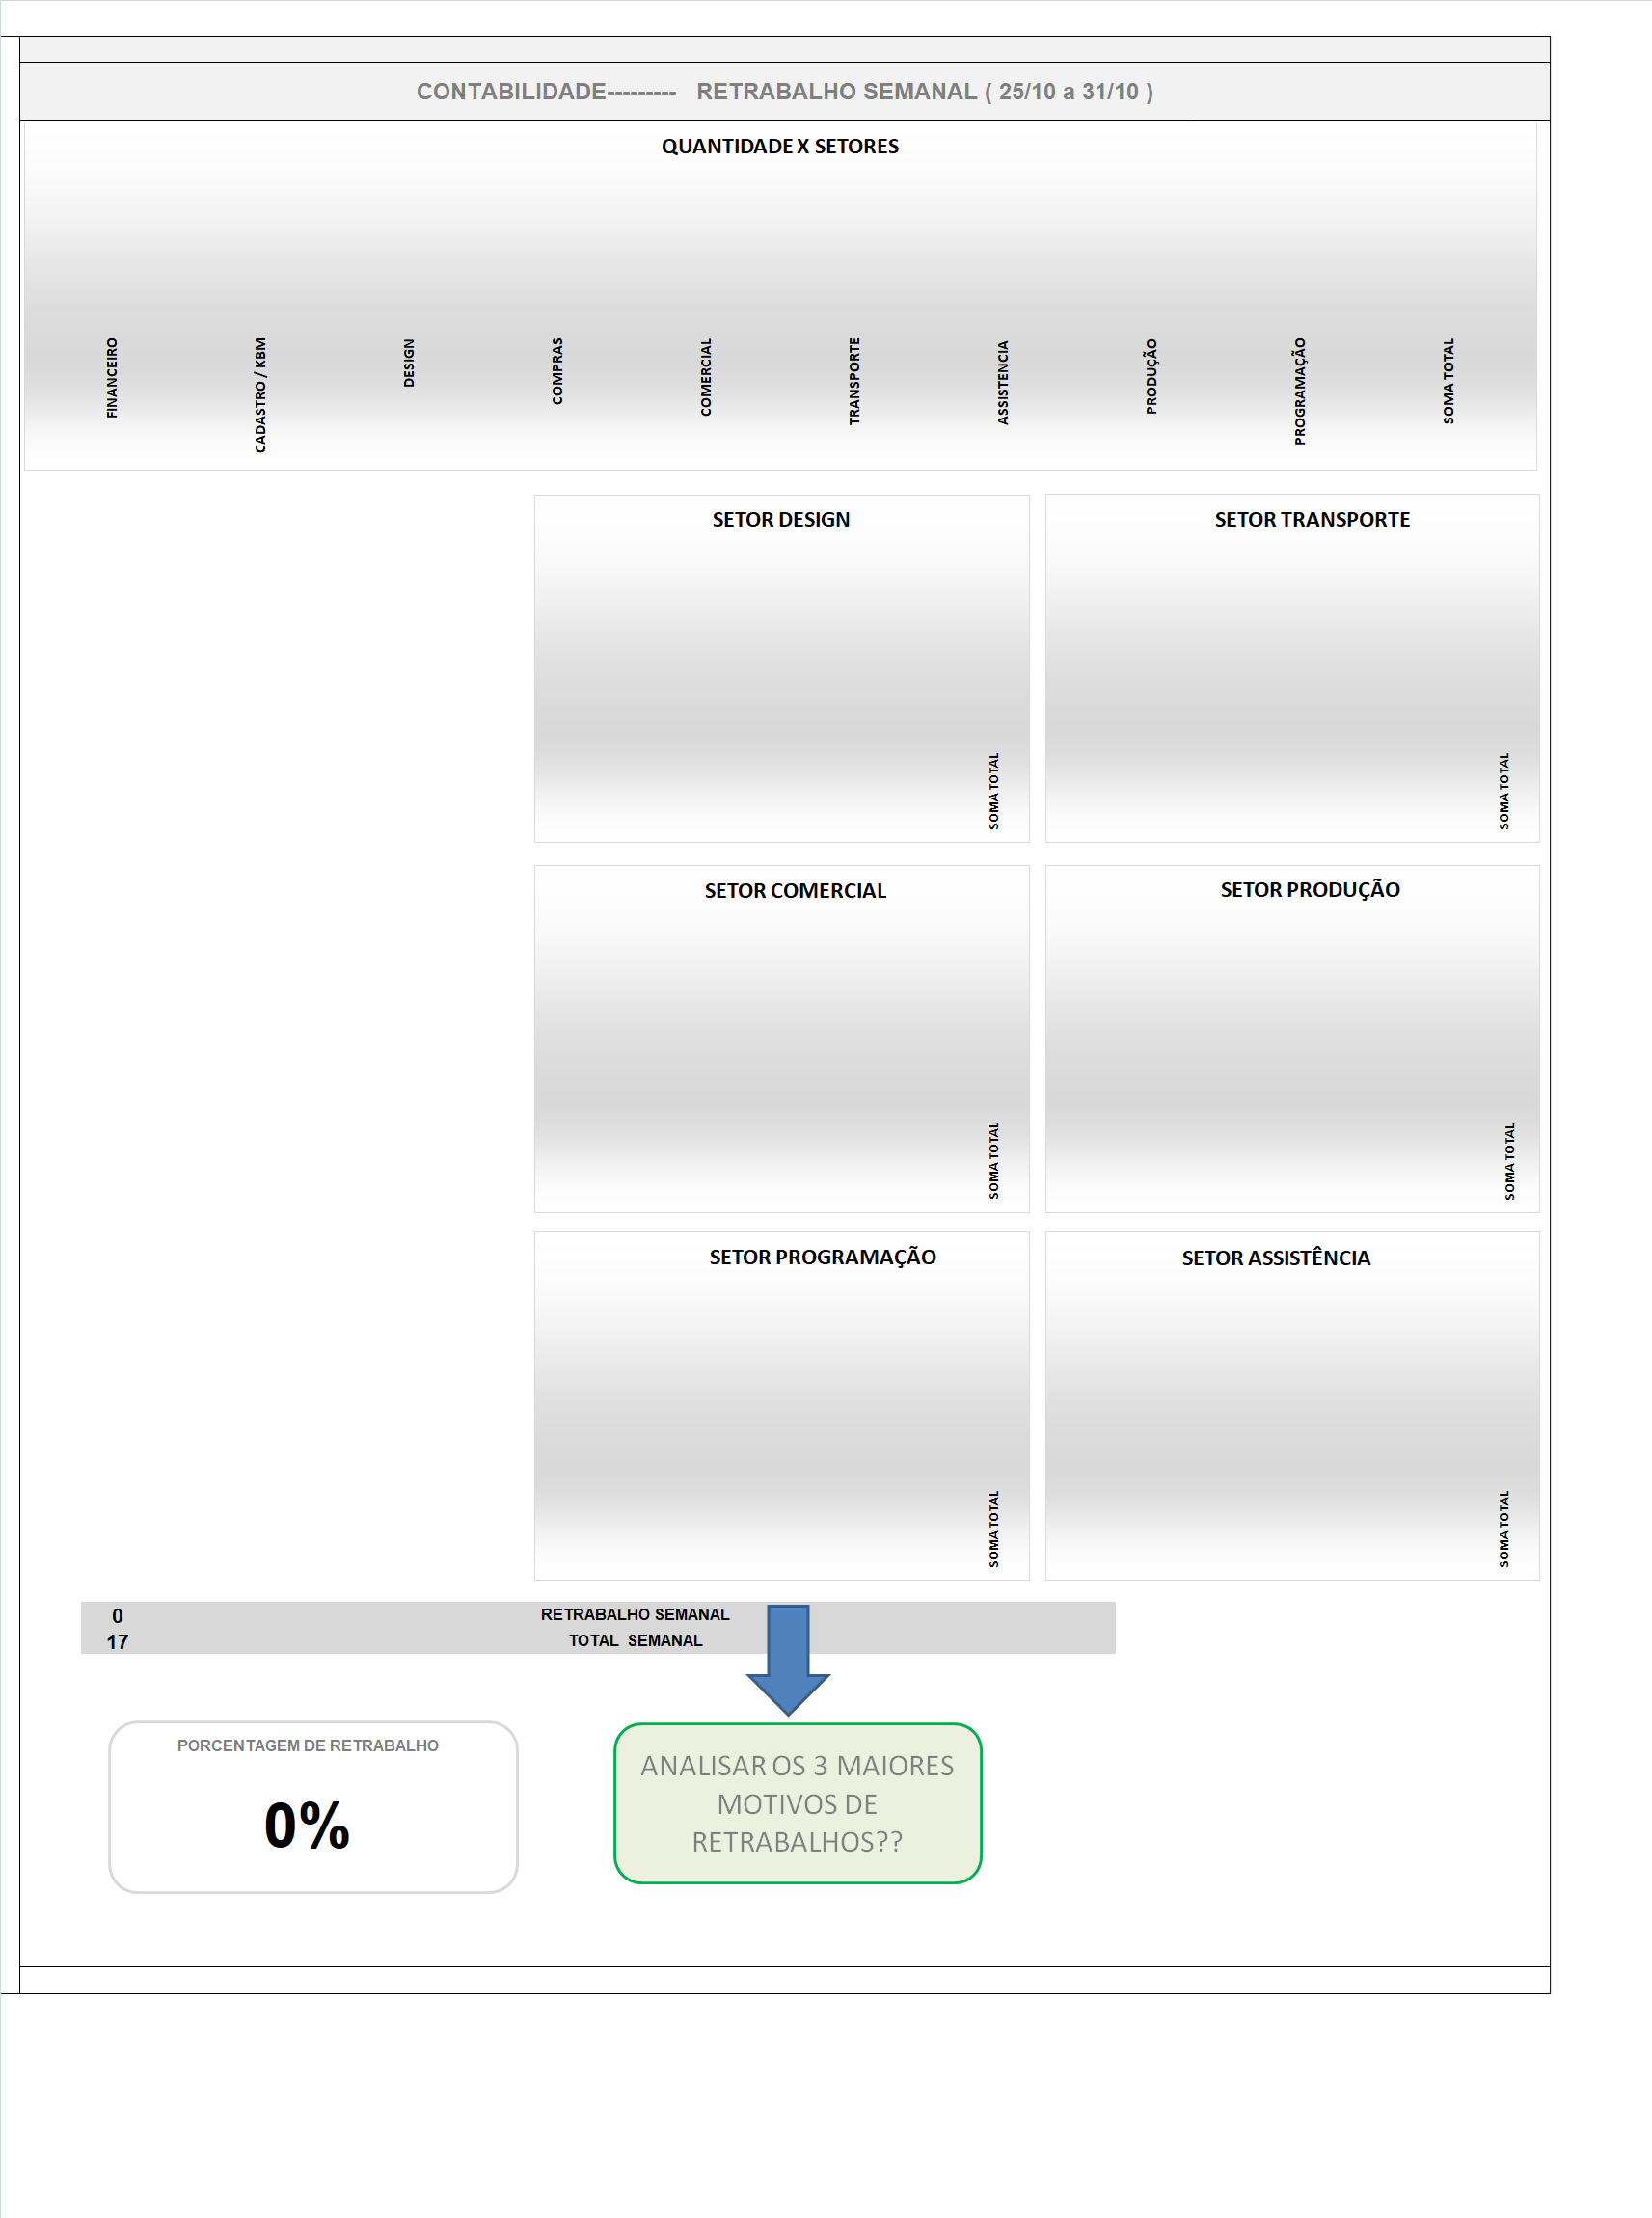 CONTABILIDADE--------- RETRABALHO SEMANAL ( 25/10 a 31/10 )
QUANTIDADE X SETORES
FINANCEIRO
CADASTRO / KBM
DESIGN
COMPRAS
COMERCIAL
TRANSPORTE
ASSISTENCIA
PRODUÇÃO
PROGRAMAÇÃO
SOMA TOTAL
SETOR DESIGN
SOMA TOTAL
SETOR TRANSPORTE
SOMA TOTAL
SETOR COMERCIAL
SOMA TOTAL
SETOR PRODUÇÃO
SOMA TOTAL
SETOR PROGRAMAÇÃO
SOMA TOTAL
SETOR ASSISTÊNCIA
SOMA TOTAL
0 RETRABALHO SEMANAL
17 TOTAL SEMANAL
PORCENTAGEM DE RETRABALHO
0%
ANALISAR OS 3 MAIORES
MOTIVOS DE
RETRABALHOS??